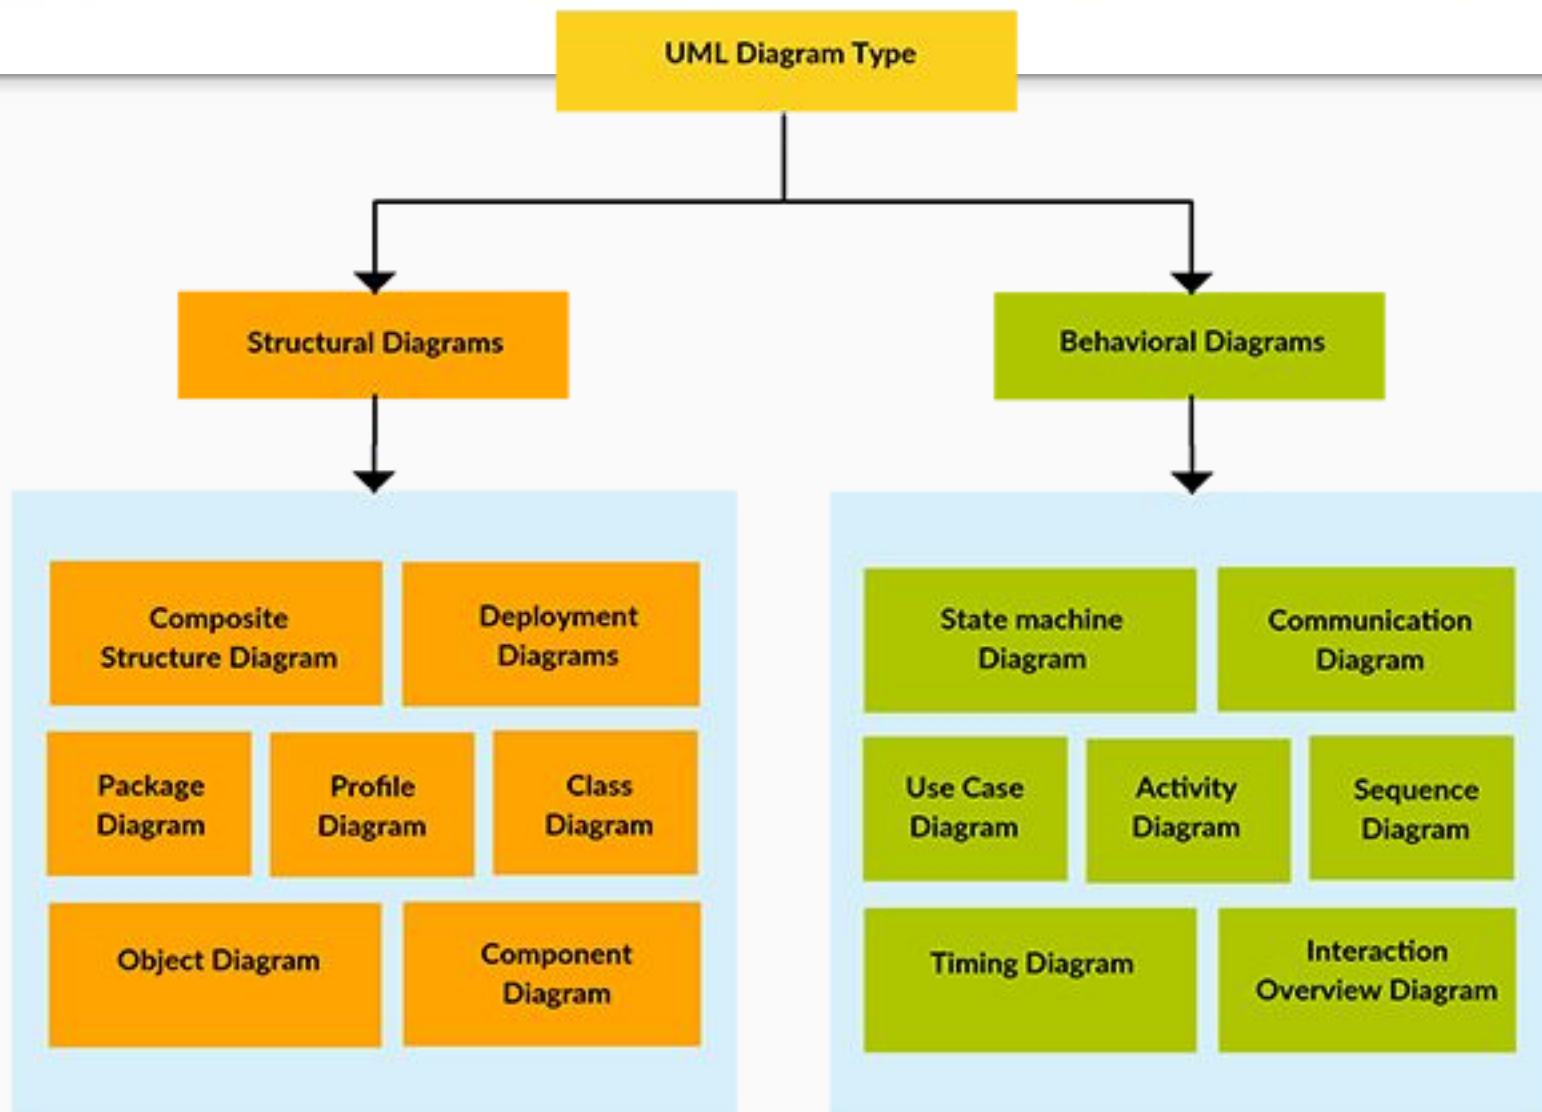 UML Diagram Type
Structural Diagrams
Behavioral Diagrams
Composite
Structure Diagram
Deployment
Diagrams
Package
Diagram
Profile
Diagram
Class
Diagram
Object Diagram
Component
Diagram
State machine
Diagram
Communication
Diagram
Use Case
Diagram
Activity
Diagram
Sequence
Diagram
Timing Diagram
Interaction
Overview Diagram